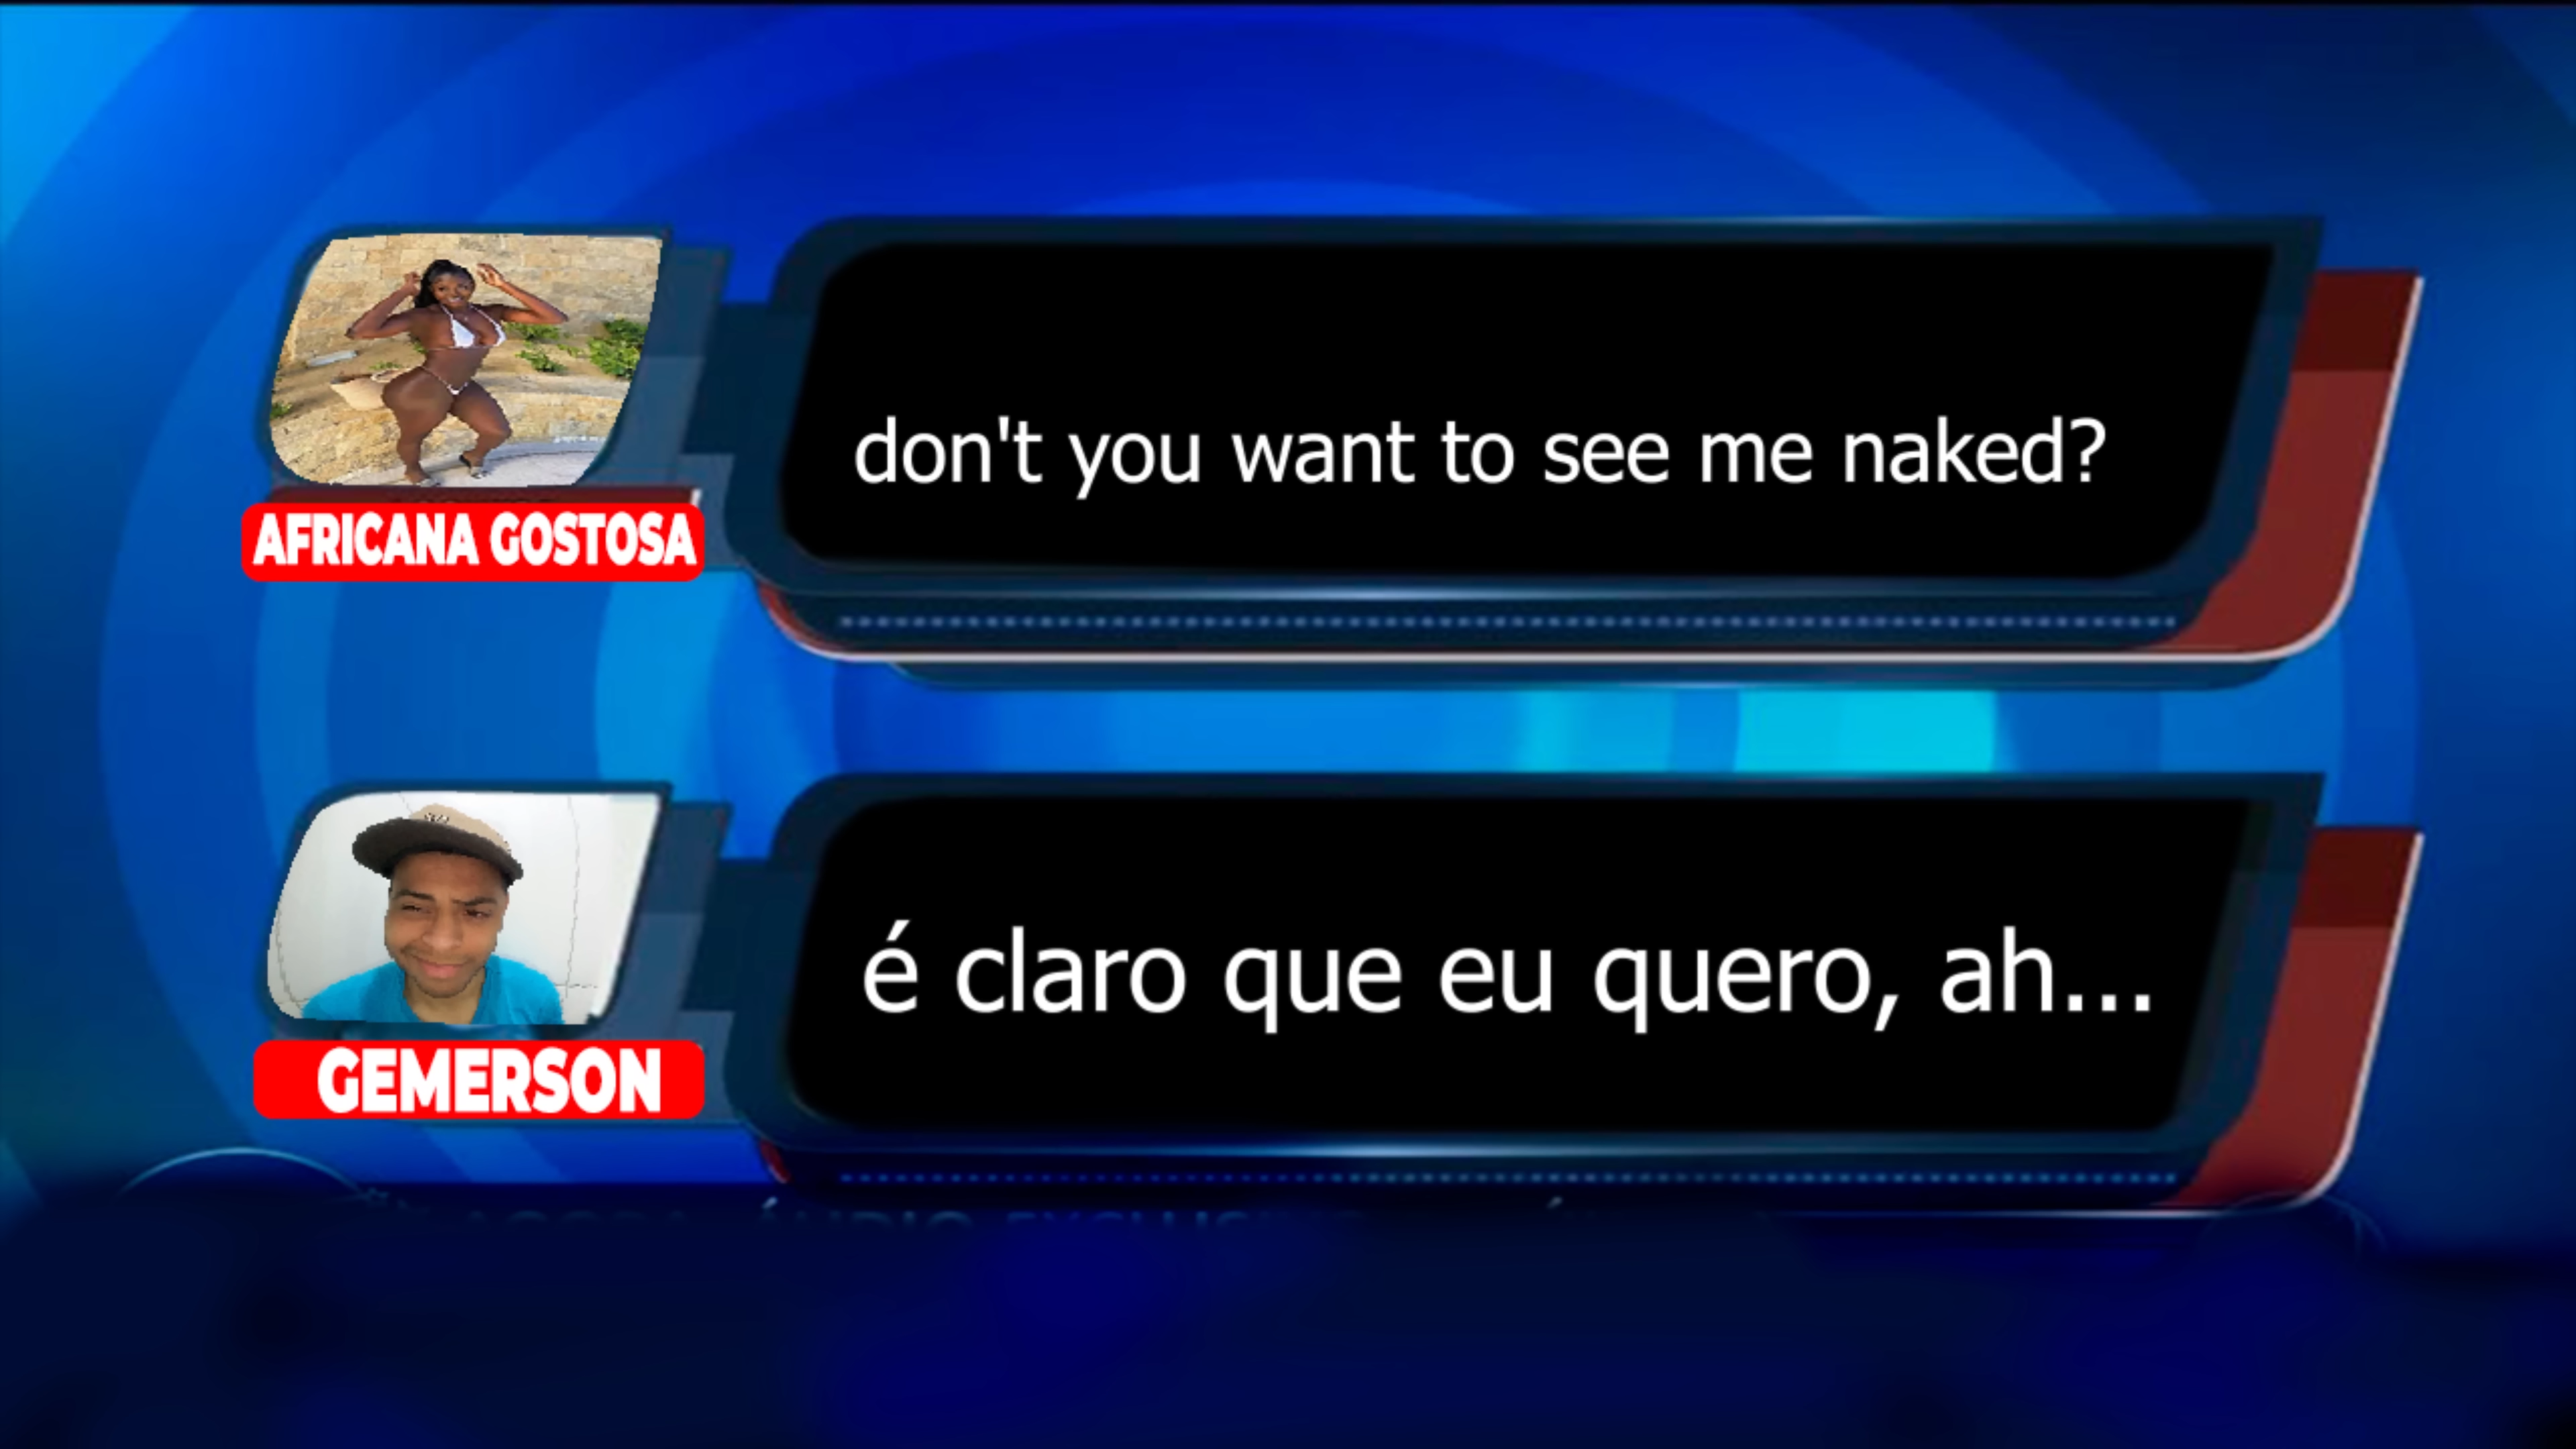 don't you want to see me naked?
AFRICANA GOSTOSA
é claro que eu quero, ah...
GEMERSON